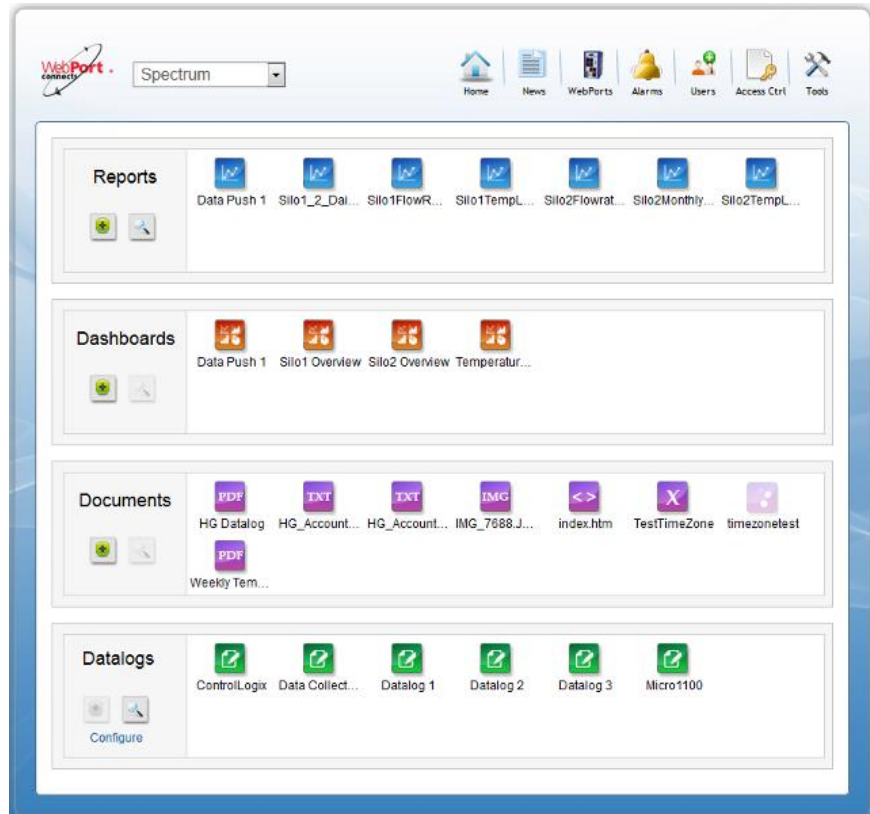 WebPort.
connects
Spectrum
Home News WebPorts Alarms Users Access Ctrl Tools
Reports
Data Push 1 Silo1_2_Dai... Silo1FlowR... Silo1TempL... Silo2Flowrat... Silo2Monthly... Silo2TempL...
Dashboards
Data Push 1 Silo1 Overview Silo2 Overview Temperatur...
Documents
PDF TXT TXT IMG < > X
HG Datalog HG_Account... HG_Account... IMG_7688.J... index.htm TestTimeZone timezonetest
PDF
Weekly Tem...
Datalogs
ControlLogix Data Collect... Datalog 1 Datalog 2 Datalog 3 Micro1100
Configure